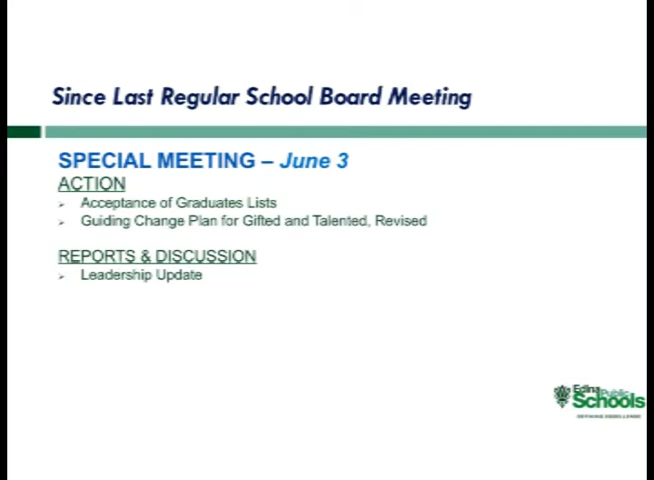 Since Last Regular School Board Meeting
SPECIAL MEETING – June 3
ACTION
Acceptance of Graduates Lists
Guiding Change Plan for Gifted and Talented, Revised
REPORTS & DISCUSSION
Leadership Update
Edina Public
Schools